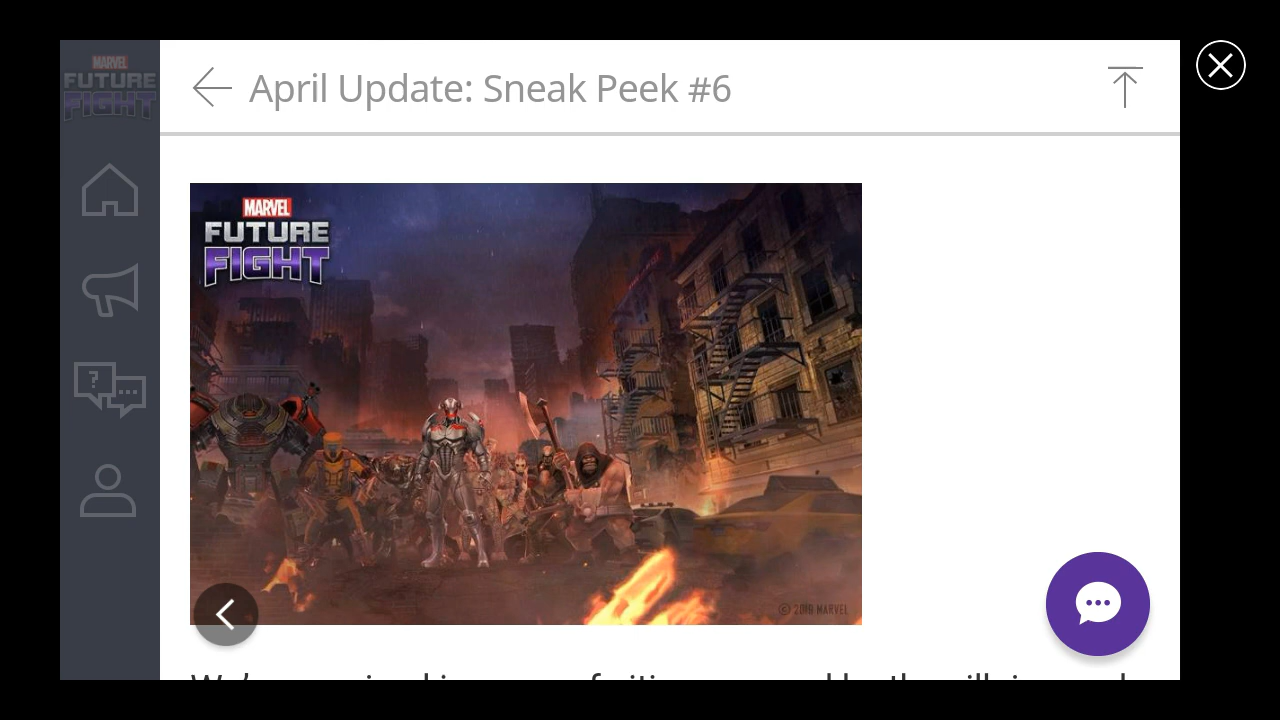 MARVEL
FUTURE
FIGHT
April Update: Sneak Peek #6
MARVEL
FUTURE
FIGHT
?
© 2018 MARVEL